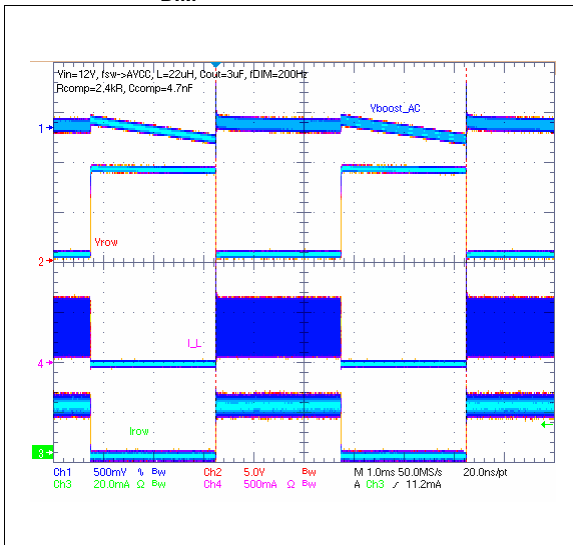 Vin=12V, fsw->AVCC, L=22uH, Cout=3uF, fDIM=200Hz
Rcomp=2.4kR, Ccomp=4.7nF
Vboost_AC
1
Vrow
2
I_L
4
Irow
3
Ch1 500mV % Bw Ch2 5.0V Bw M 1.0ms 50.0MS/s 20.0ns/pt
Ch3 20.0mA Ω Bw Ch4 500mA Ω Bw A Ch3 ƒ 11.2mA